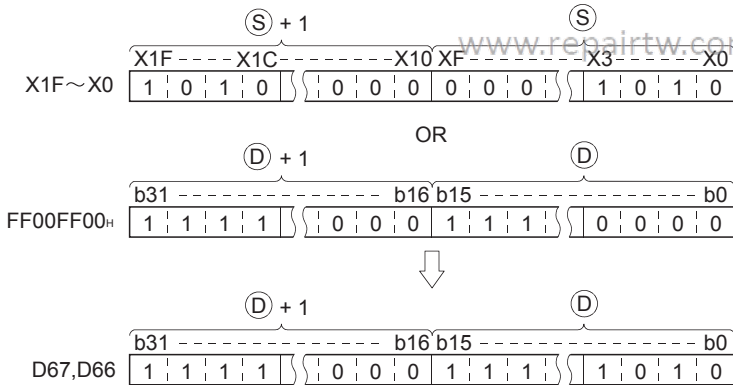 Ⓢ + 1 Ⓢ
www.repairtw.com
X1F - - - - X1C - - - - - - - - - X10 XF - - - - - - - - - X3 - - - - - - X0
X1F～X0 1 0 1 0 0 0 0 0 0 0 1 0 1 0
OR
Ⓓ + 1 Ⓓ
b31 - - - - - - - - - - - - - - - b16 b15 - - - - - - - - - - - - - - - b0
FF00FF00H 1 1 1 1 0 0 0 1 1 1 0 0 0 0
Ⓓ + 1 Ⓓ
b31 - - - - - - - - - - - - - - - b16 b15 - - - - - - - - - - - - - - - b0
D67,D66 1 1 1 1 0 0 0 1 1 1 1 0 1 0